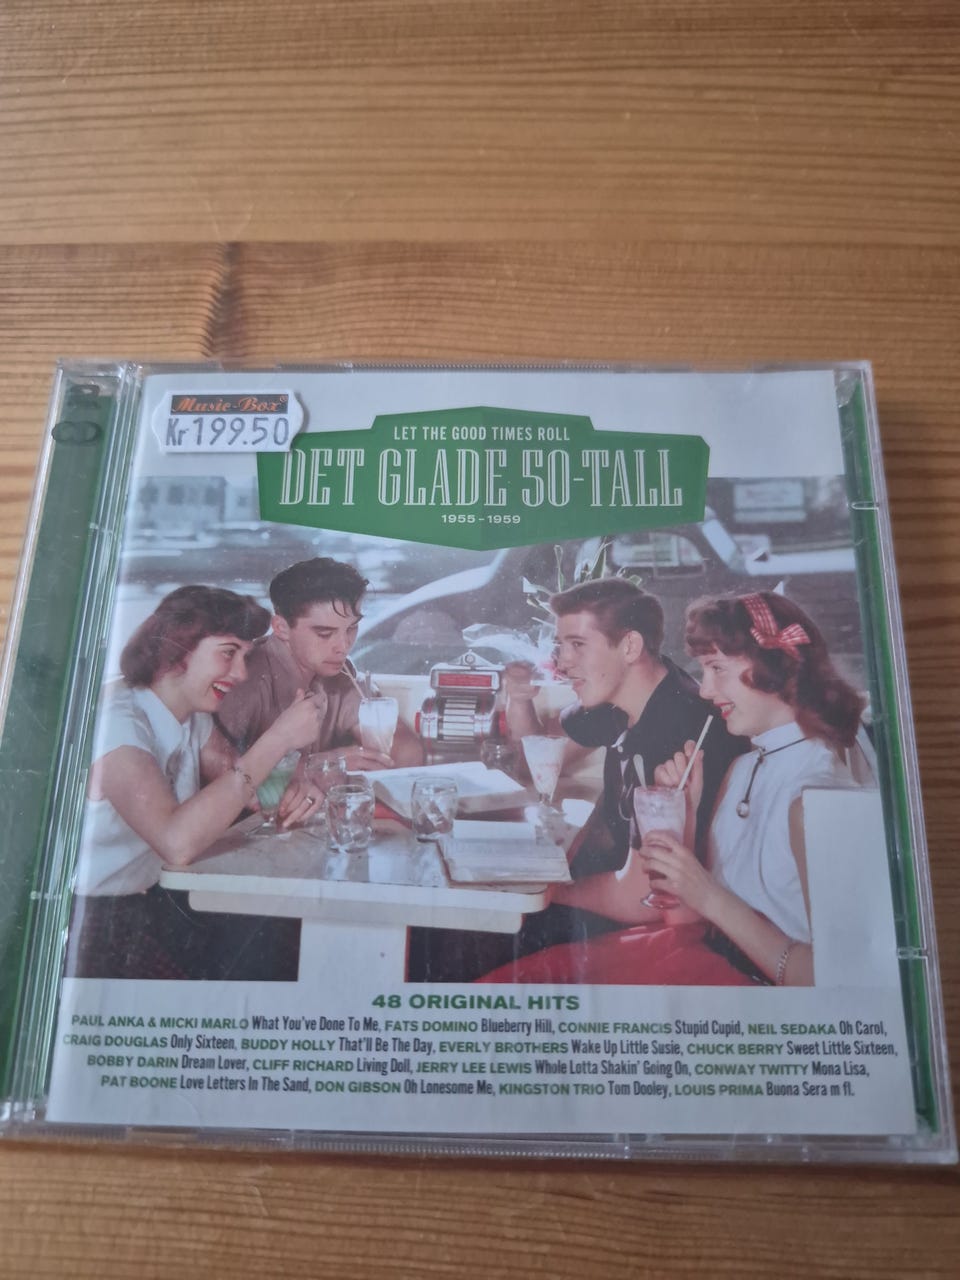 2
CD
Music-Box®
Kr 199.50
LET THE GOOD TIMES ROLL
DET GLADE 50-TALL
1955-1959
48 ORIGINAL HITS
PAUL ANKA & MICKI MARLO What You've Done To Me, FATS DOMINO Blueberry Hill, CONNIE FRANCIS Stupid Cupid, NEIL SEDAKA Oh Carol,
CRAIG DOUGLAS Only Sixteen, BUDDY HOLLY That'll Be The Day, EVERLY BROTHERS Wake Up Little Susie, CHUCK BERRY Sweet Little Sixteen,
BOBBY DARIN Dream Lover, CLIFF RICHARD Living Doll, JERRY LEE LEWIS Whole Lotta Shakin' Going On, CONWAY TWITTY Mona Lisa,
PAT BOONE Love Letters In The Sand, DON GIBSON Oh Lonesome Me, KINGSTON TRIO Tom Dooley, LOUIS PRIMA Buona Sera m fl.